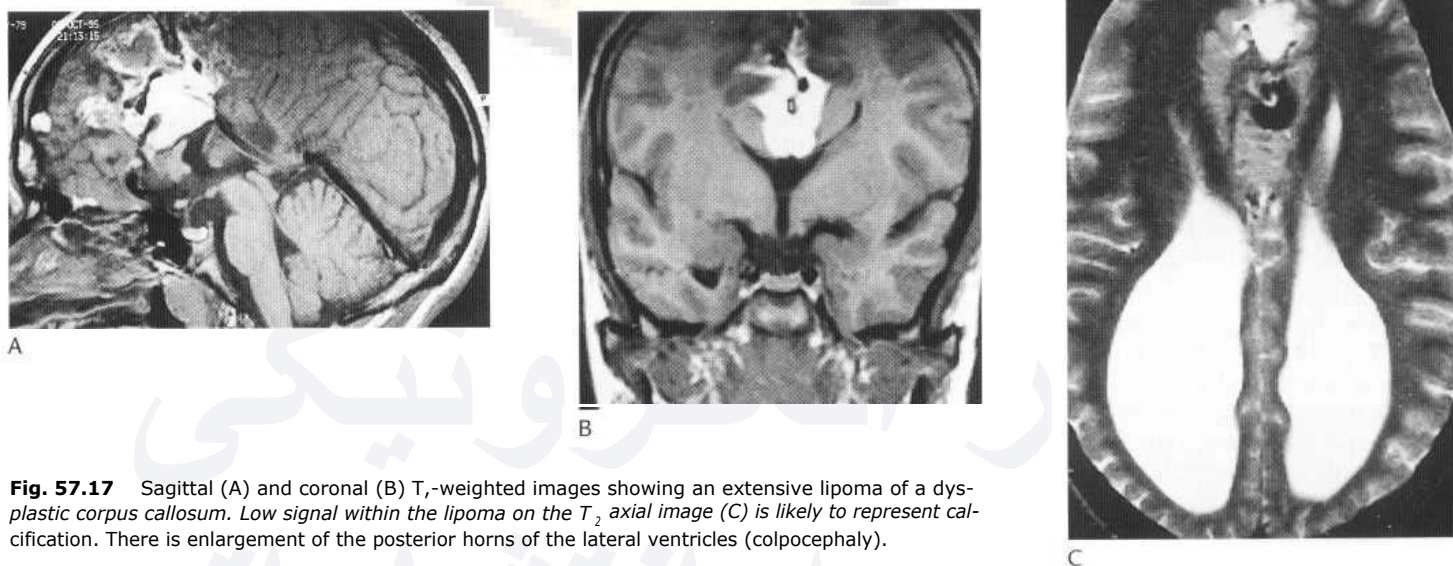 -79 OCT-95
21:13:15
A
B
C
Fig. 57.17 Sagittal (A) and coronal (B) T,-weighted images showing an extensive lipoma of a dys-
plastic corpus callosum. Low signal within the lipoma on the T2 axial image (C) is likely to represent cal-
cification. There is enlargement of the posterior horns of the lateral ventricles (colpocephaly).